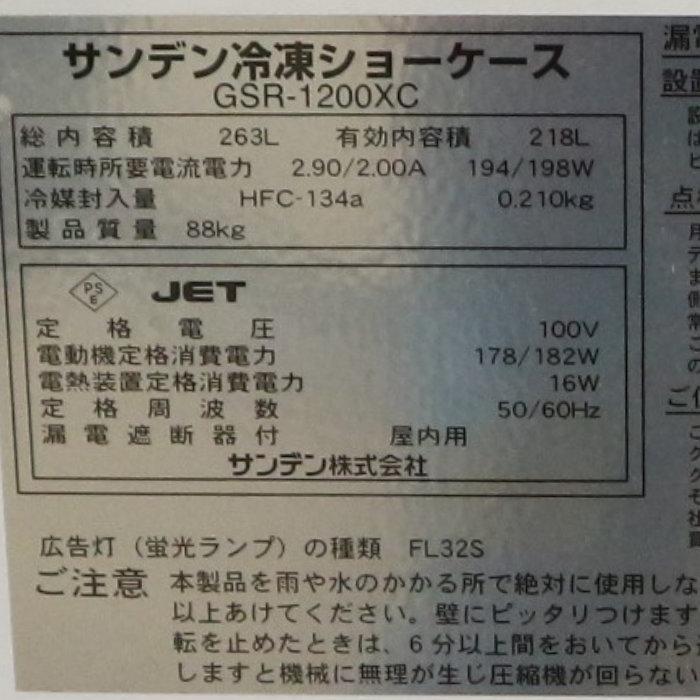 サンデン冷凍ショーケース
GSR-1200XC
総内容積 263L 有効内容積 218L
運転時所要電流電力 2.90/2.00A 194/198W
冷媒封入量 HFC-134a 0.210kg
製品質量 88kg
PS E JET
定格電圧 100V
電動機定格消費電力 178/182W
電熱装置定格消費電力 16W
定格周波数 50/60Hz
漏電遮断器付 屋内用
サンデン株式会社
広告灯（蛍光ランプ）の種類 FL32S
ご注意 本製品を雨や水のかかる所で絶対に使用しな
以上あけてください。壁にピッタリつけます
転を止めたときは、6分以上間をおいてから
しますと機械に無理が生じ圧縮機が回らない
漏電
設置
点検